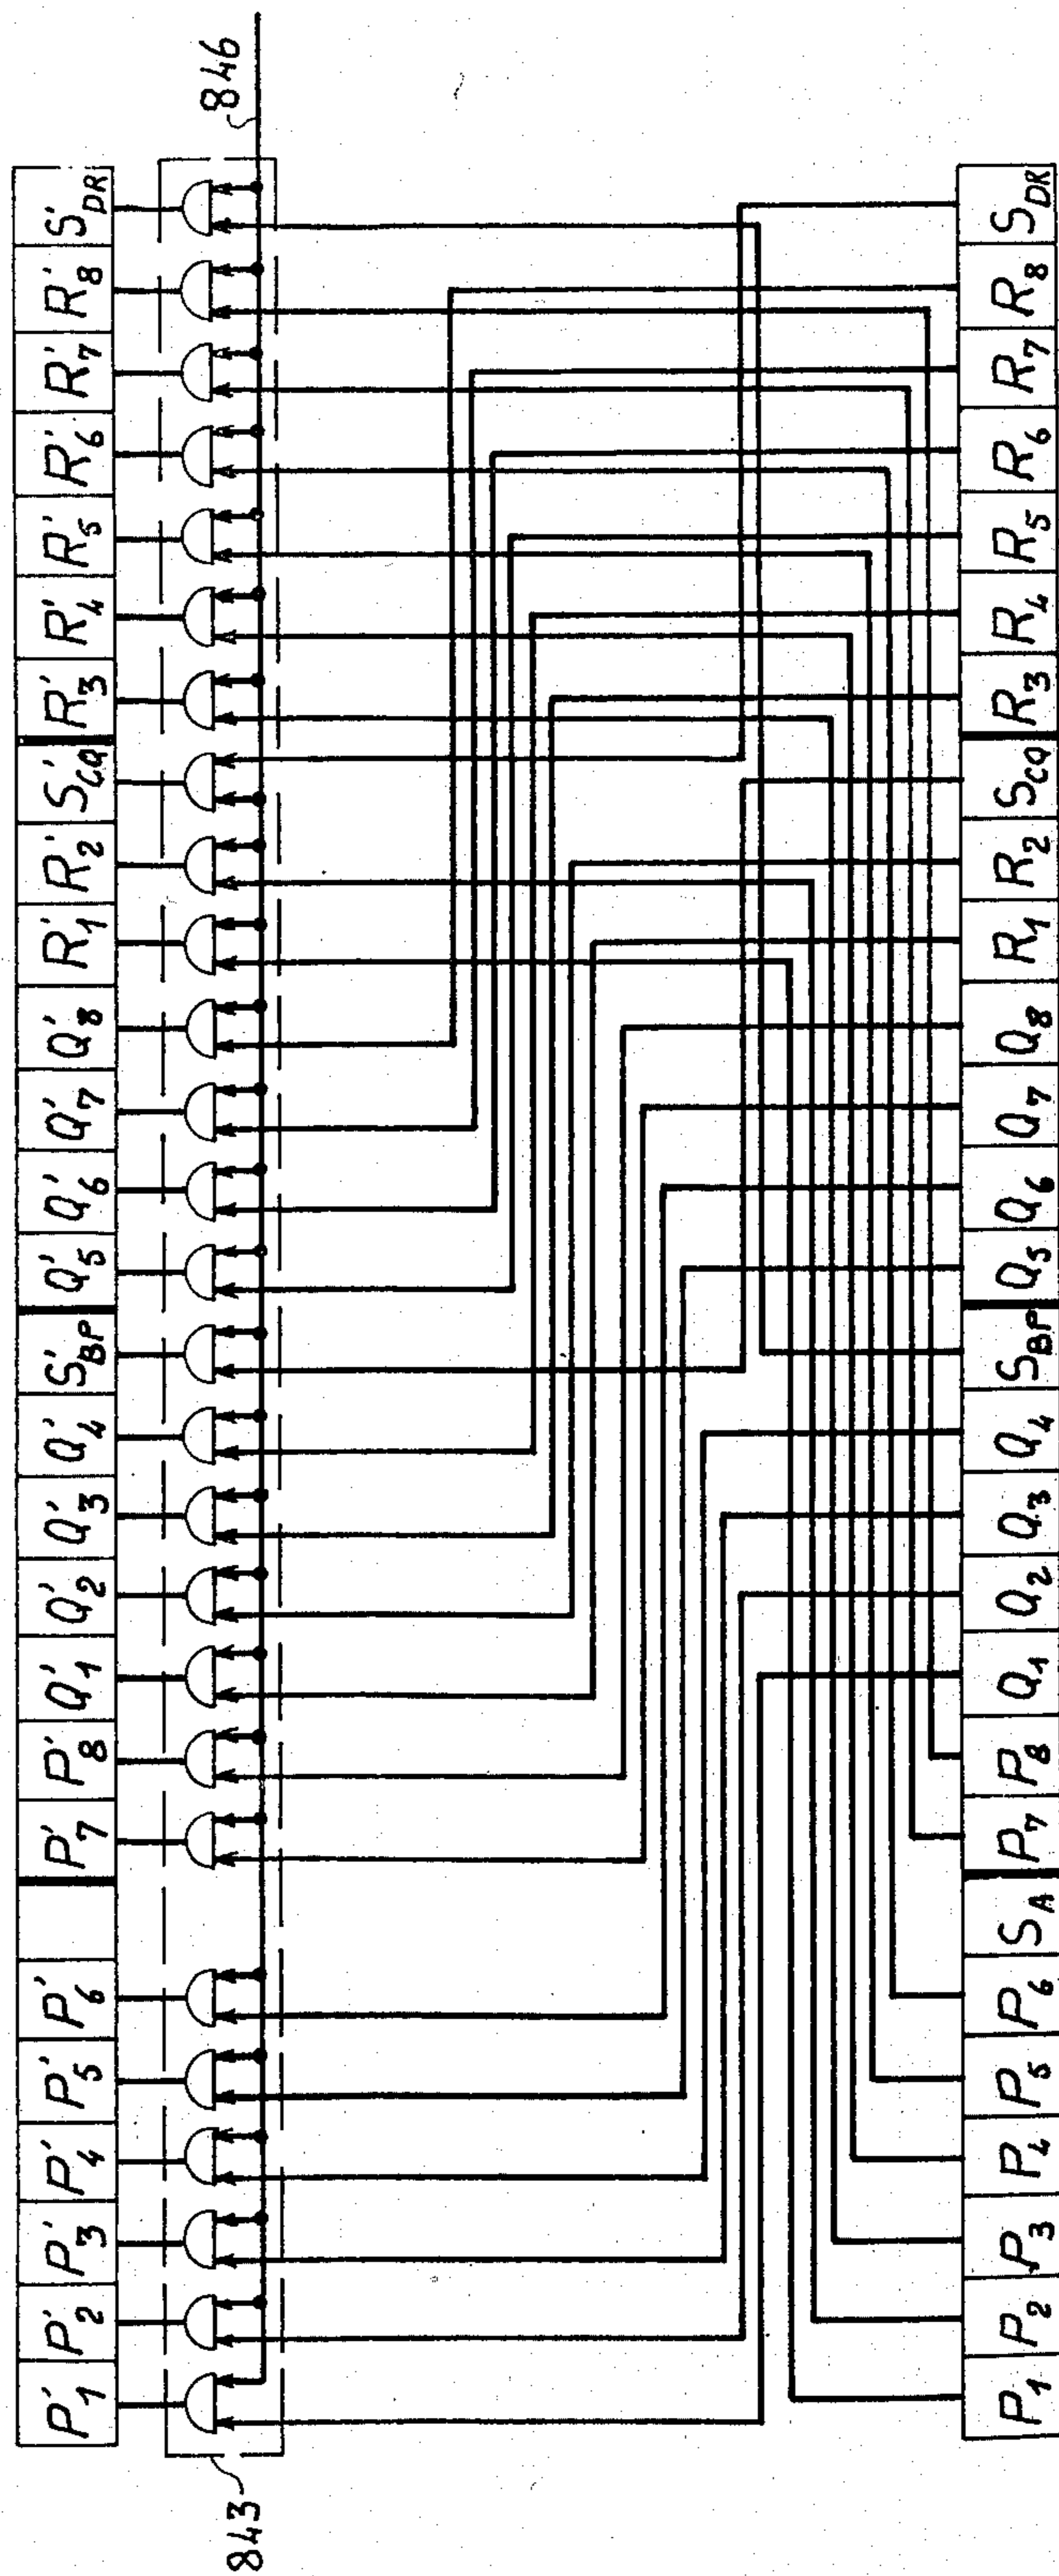 P'1 P'2 P'3 P'4 P'5 P'6 P'7 P'8 Q'1 Q'2 Q'3 Q'4 S'BP Q'5 Q'6 Q'7 Q'8 R'1 R'2 S'CQ R'3 R'4 R'5 R'6 R'7 R'8 S'DR
843
846
P1 P2 P3 P4 P5 P6 SA P7 P8 Q1 Q2 Q3 Q4 SBP Q5 Q6 Q7 Q8 R1 R2 SCQ R3 R4 R5 R6 R7 R8 SDR